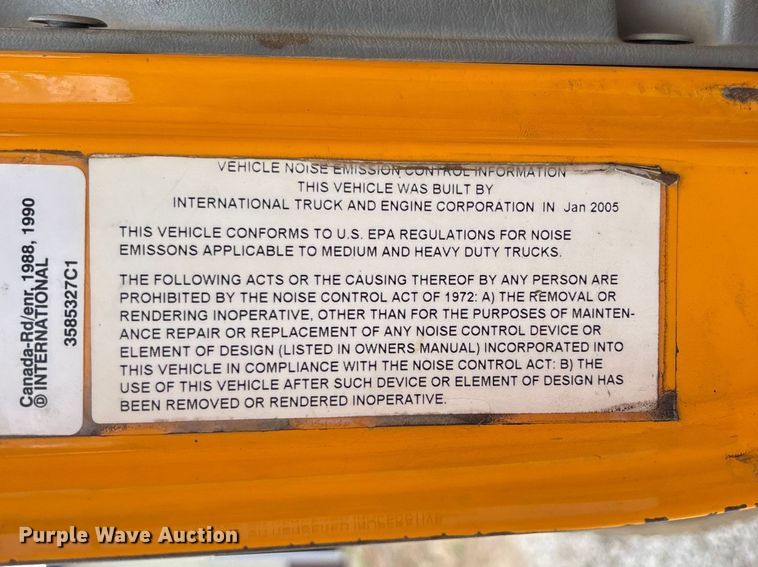 VEHICLE NOISE EMISSION CONTROL INFORMATION
THIS VEHICLE WAS BUILT BY
INTERNATIONAL TRUCK AND ENGINE CORPORATION IN Jan 2005
THIS VEHICLE CONFORMS TO U.S. EPA REGULATIONS FOR NOISE
EMISSONS APPLICABLE TO MEDIUM AND HEAVY DUTY TRUCKS.
THE FOLLOWING ACTS OR THE CAUSING THEREOF BY ANY PERSON ARE
PROHIBITED BY THE NOISE CONTROL ACT OF 1972: A) THE REMOVAL OR
RENDERING INOPERATIVE, OTHER THAN FOR THE PURPOSES OF MAINTEN-
ANCE REPAIR OR REPLACEMENT OF ANY NOISE CONTROL DEVICE OR
ELEMENT OF DESIGN (LISTED IN OWNERS MANUAL) INCORPORATED INTO
THIS VEHICLE IN COMPLIANCE WITH THE NOISE CONTROL ACT: B) THE
USE OF THIS VEHICLE AFTER SUCH DEVICE OR ELEMENT OF DESIGN HAS
BEEN REMOVED OR RENDERED INOPERATIVE.
Canada-Rd/enr, 1988, 1990
© INTERNATIONAL
3585327C1
Purple Wave Auction